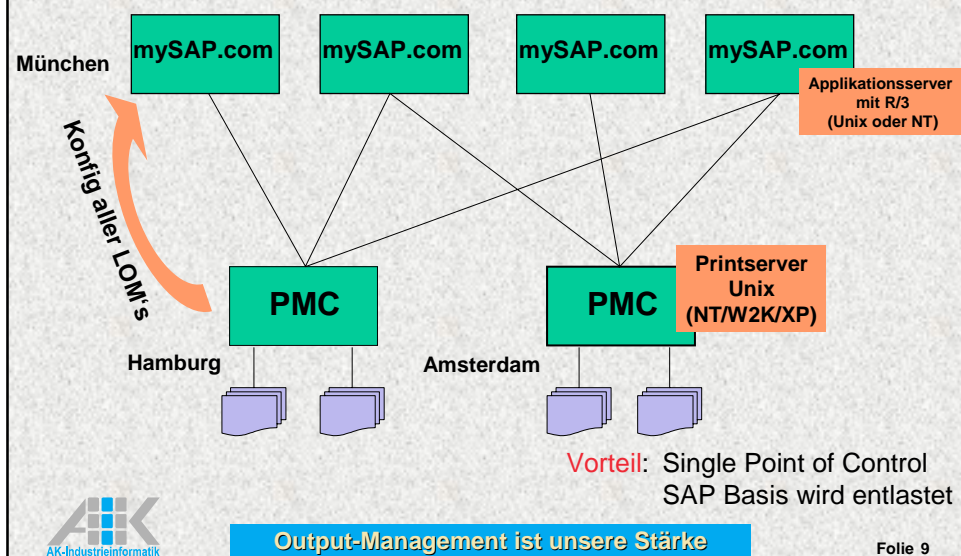 mySAP.com
mySAP.com
mySAP.com
mySAP.com
München
Applikationsserver
mit R/3
(Unix oder NT)
Konfig aller LOM‘s
PMC
PMC
Printserver
Unix
(NT/W2K/XP)
Hamburg
Amsterdam
Vorteil: Single Point of Control
SAP Basis wird entlastet
AK-Industrieinformatik
Output-Management ist unsere Stärke
Folie 9